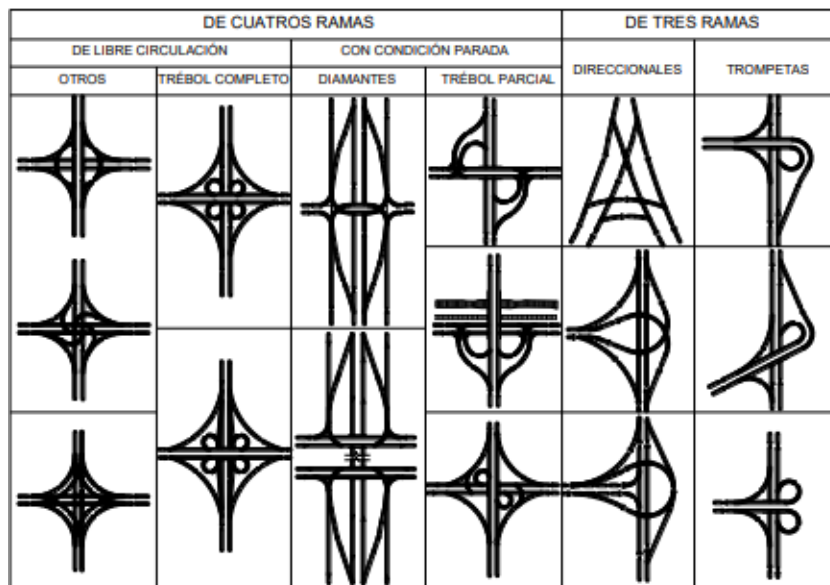 DE CUATROS RAMAS
DE TRES RAMAS
DE LIBRE CIRCULACIÓN
CON CONDICIÓN PARADA
DIRECCIONALES
TROMPETAS
OTROS
TRÉBOL COMPLETO
DIAMANTES
TRÉBOL PARCIAL